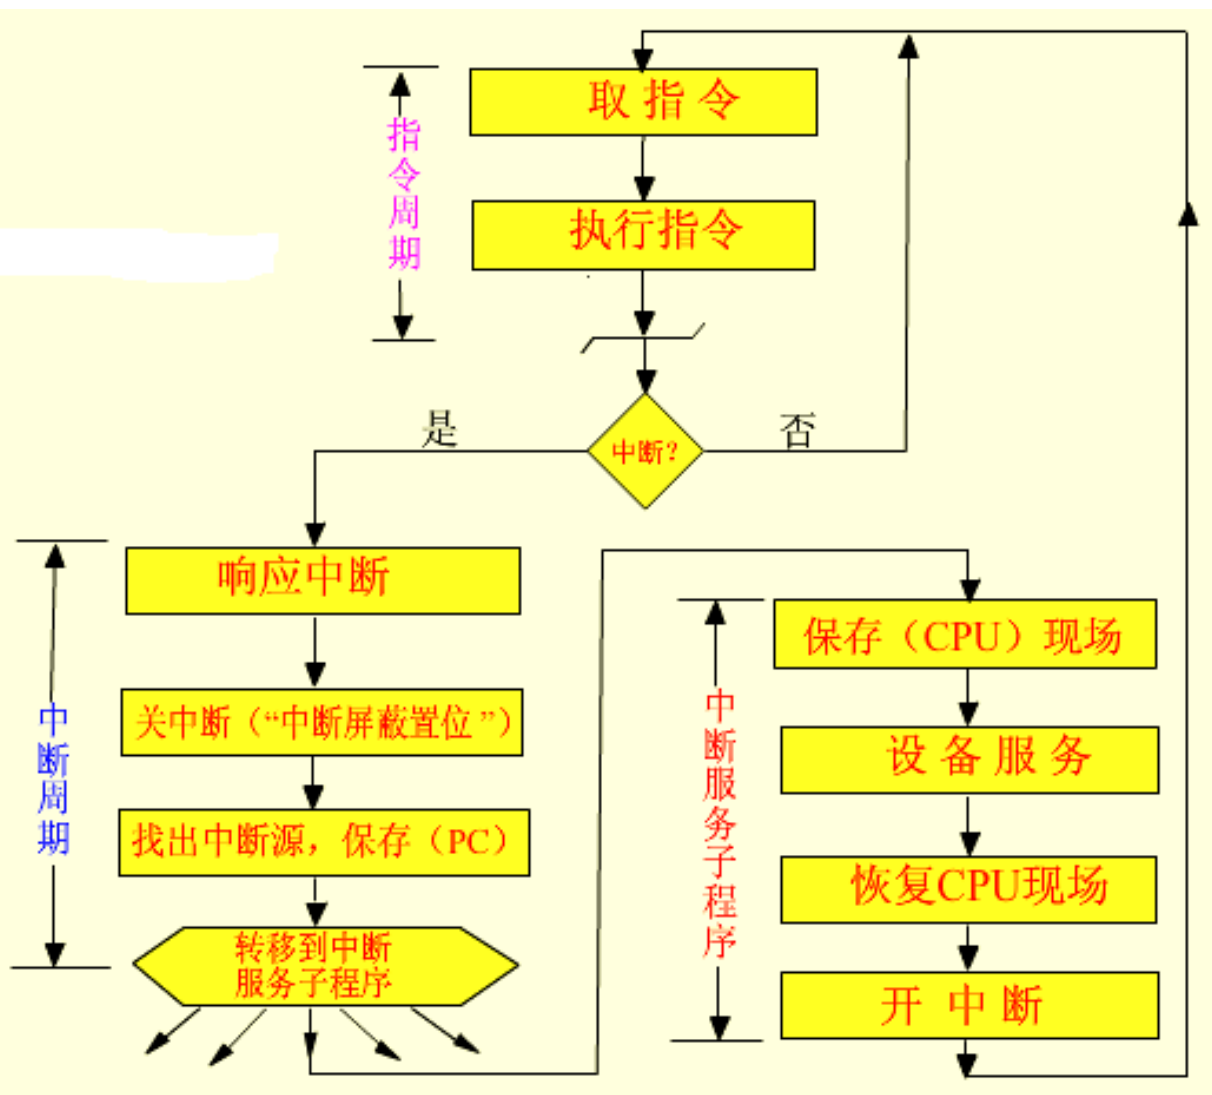 取 指 令
指令周期
执行指令
中断?
是
否
响应中断
关中断（“中断屏蔽置位 ”）
找出中断源，保存（PC）
转移到中断
服务子程序
中断周期
保存（CPU）现场
设 备 服 务
恢复CPU现场
开 中 断
中断服务子程序